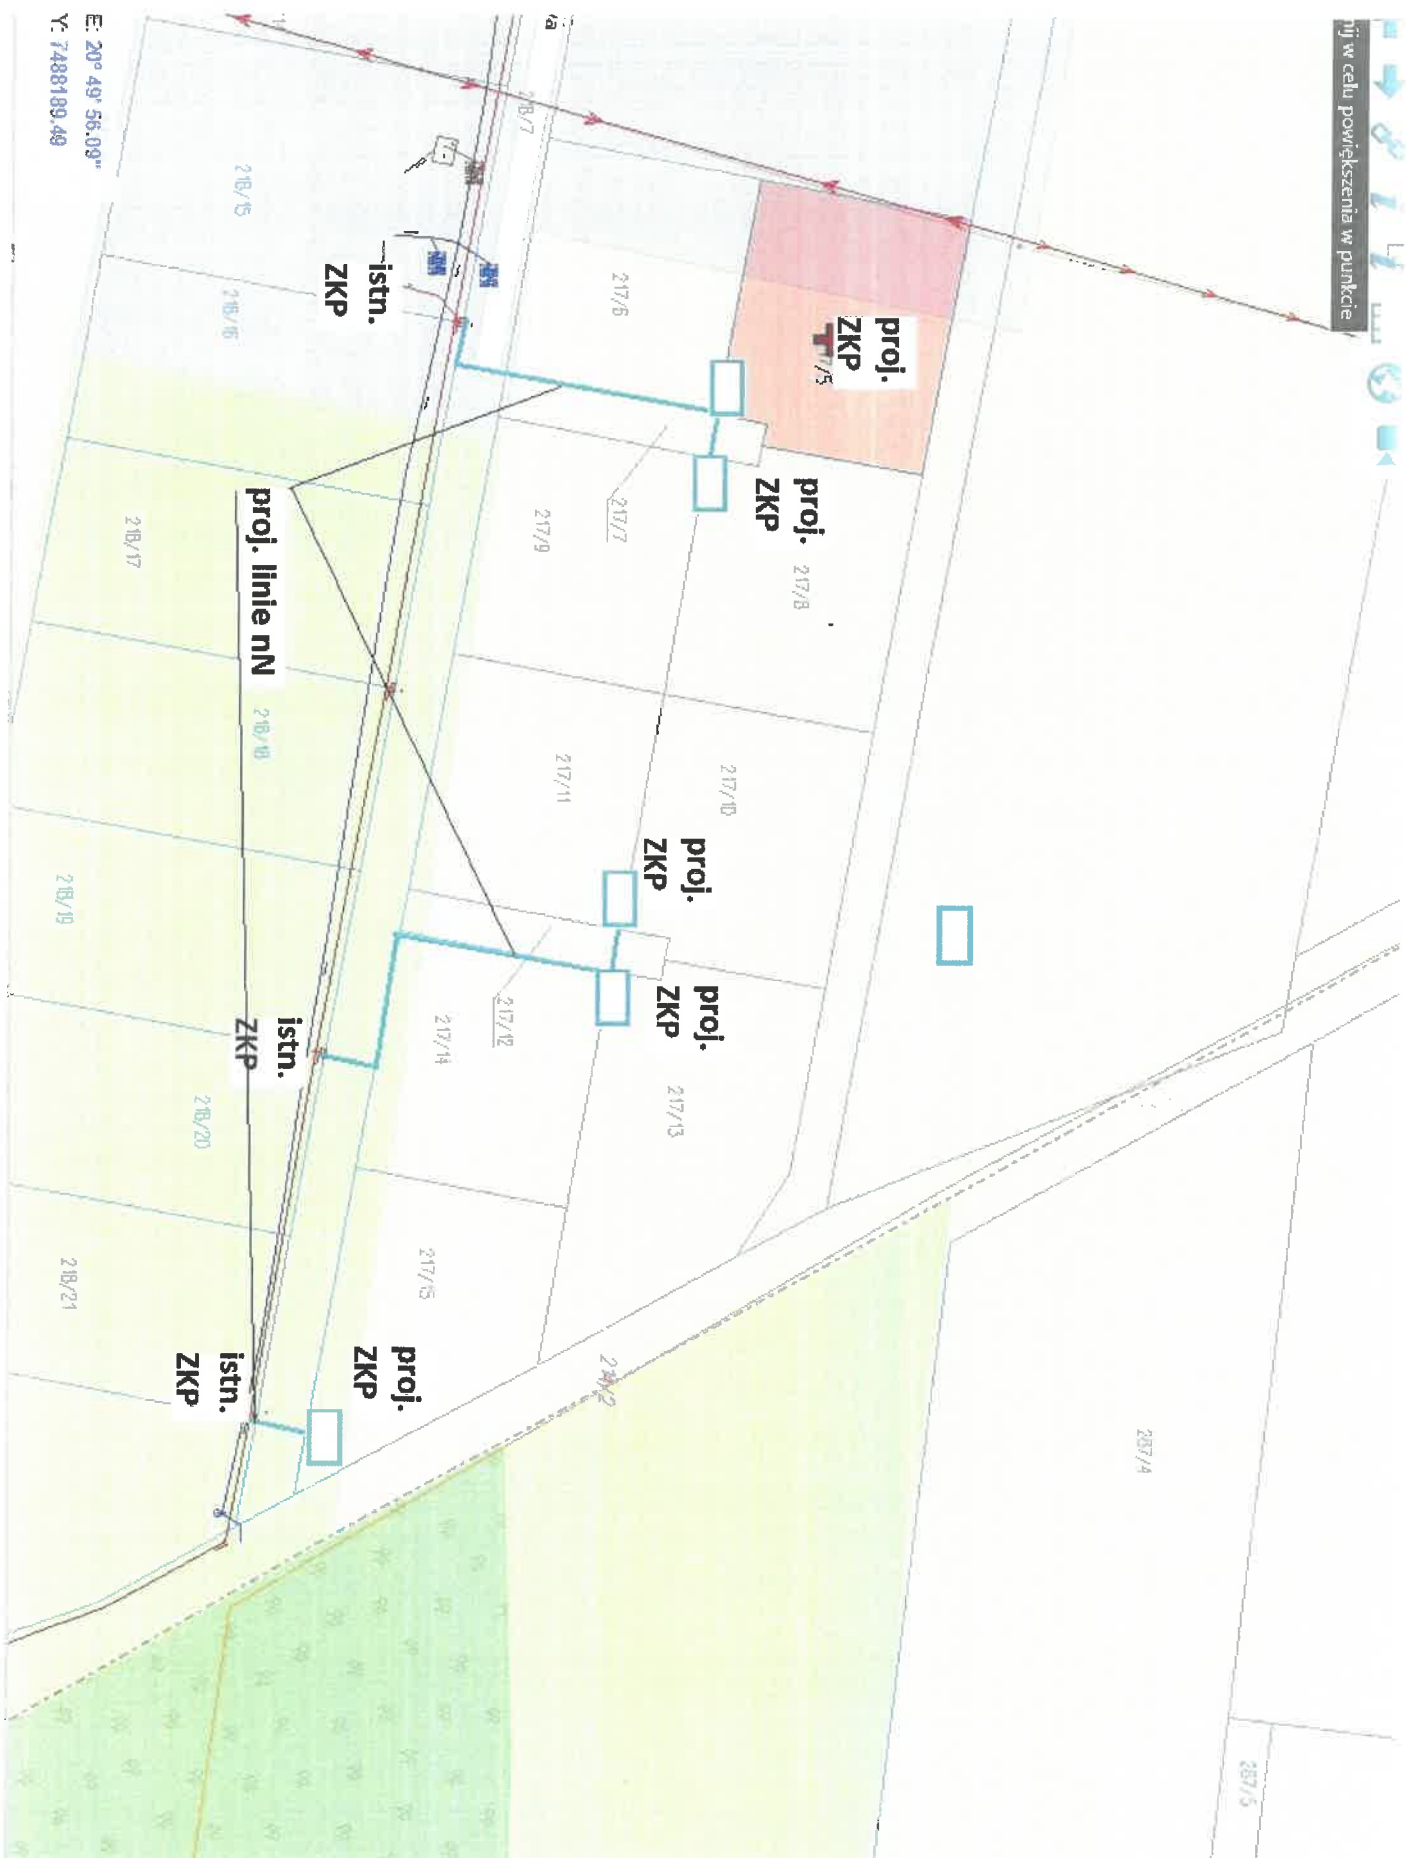 ij w celu powiększenia w punkcie
287/5
287/4
proj.
ZKP
7/5
proj.
ZKP
217/8
217/10
proj.
ZKP
proj.
ZKP
217/13
217/6
217/7
217/9
217/11
217/12
217/14
217/15
218/7
istn.
ZKP
218/15
218/16
proj. linie nN
218/17
218/18
218/19
istn.
ZKP
218/20
proj.
ZKP
istn.
ZKP
218/21
E: 20° 49' 56.09"
Y: 7488189.49